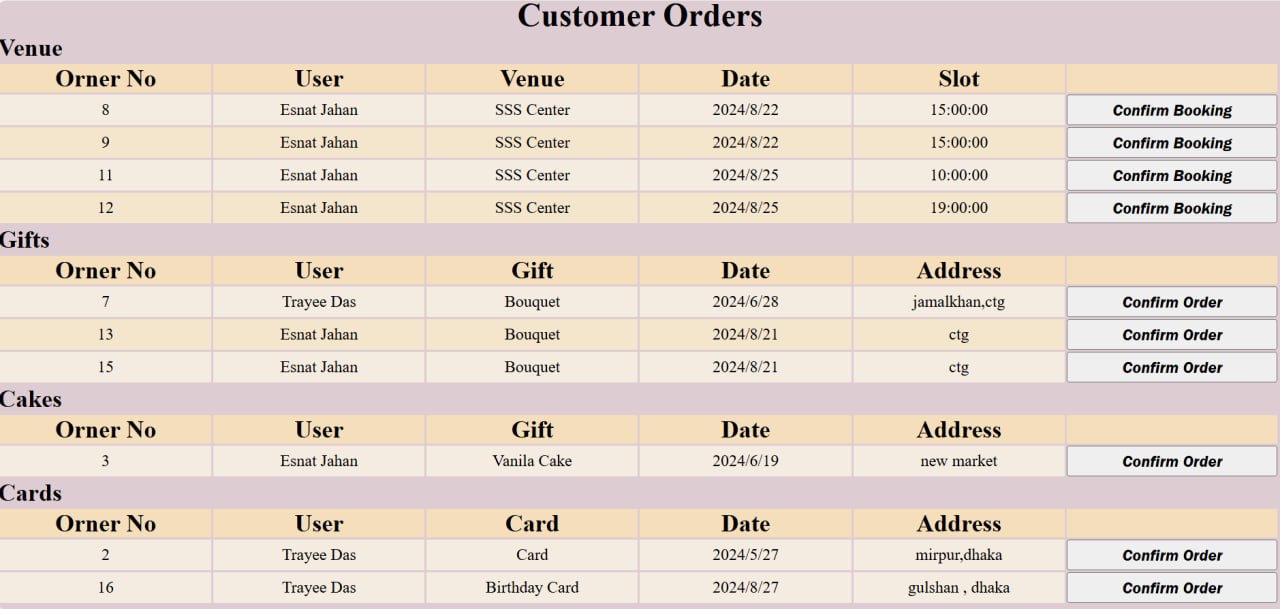 Customer Orders
Venue
Orner No User Venue Date Slot
8 Esnat Jahan SSS Center 2024/8/22 15:00:00 Confirm Booking
9 Esnat Jahan SSS Center 2024/8/22 15:00:00 Confirm Booking
11 Esnat Jahan SSS Center 2024/8/25 10:00:00 Confirm Booking
12 Esnat Jahan SSS Center 2024/8/25 19:00:00 Confirm Booking
Gifts
Orner No User Gift Date Address
7 Trayee Das Bouquet 2024/6/28 jamalkhan,ctg Confirm Order
13 Esnat Jahan Bouquet 2024/8/21 ctg Confirm Order
15 Esnat Jahan Bouquet 2024/8/21 ctg Confirm Order
Cakes
Orner No User Gift Date Address
3 Esnat Jahan Vanila Cake 2024/6/19 new market Confirm Order
Cards
Orner No User Card Date Address
2 Trayee Das Card 2024/5/27 mirpur,dhaka Confirm Order
16 Trayee Das Birthday Card 2024/8/27 gulshan , dhaka Confirm Order